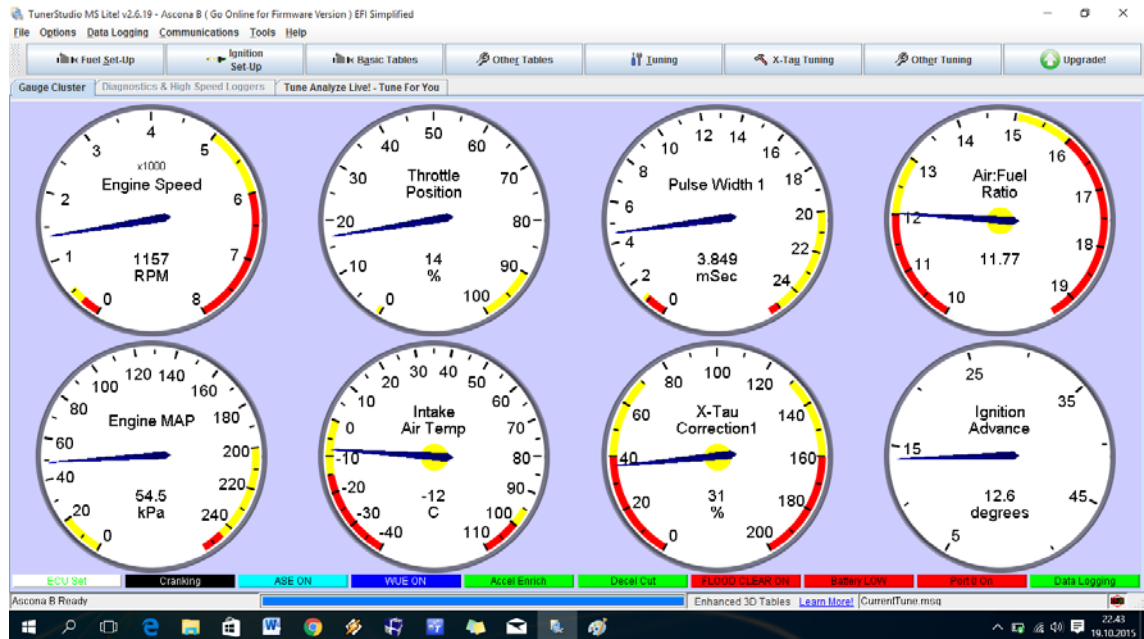 TunerStudio MS Lite! v2.6.19 - Ascona B ( Go Online for Firmware Version ) EFI Simplified
File Options Data Logging Communications Tools Help
Fuel Set-Up
Ignition
Set-Up
Basic Tables
Other Tables
Tuning
X-Tau Tuning
Other Tuning
Upgrade!
Gauge Cluster Diagnostics & High Speed Loggers Tune Analyze Live! - Tune For You
0 1 2 3 4 5 6 7 8
x1000
Engine Speed
1157
RPM
0 10 20 30 40 50 60 70 80 90 100
Throttle
Position
14
%
0 2 4 6 8 10 12 14 16 18 20 22 24
Pulse Width 1
3.849
mSec
10 11 12 13 14 15 16 17 18 19
Air:Fuel
Ratio
11.77
0 20 40 60 80 100 120 140 160 180 200 220 240
Engine MAP
54.5
kPa
-40 -30 -20 -10 0 10 20 30 40 50 60 70 80 90 100 110
Intake
Air Temp
-12
C
0 20 40 60 80 100 120 140 160 180 200
X-Tau
Correction1
31
%
5 15 25 35 45
Ignition
Advance
12.6
degrees
ECU Set Cranking ASE ON WUE ON Accel Enrich Decel Cut FLOOD CLEAR ON Battery LOW Port 0 On Data Logging
Ascona B Ready Enhanced 3D Tables Learn More! CurrentTune.msq
22.43
19.10.2015